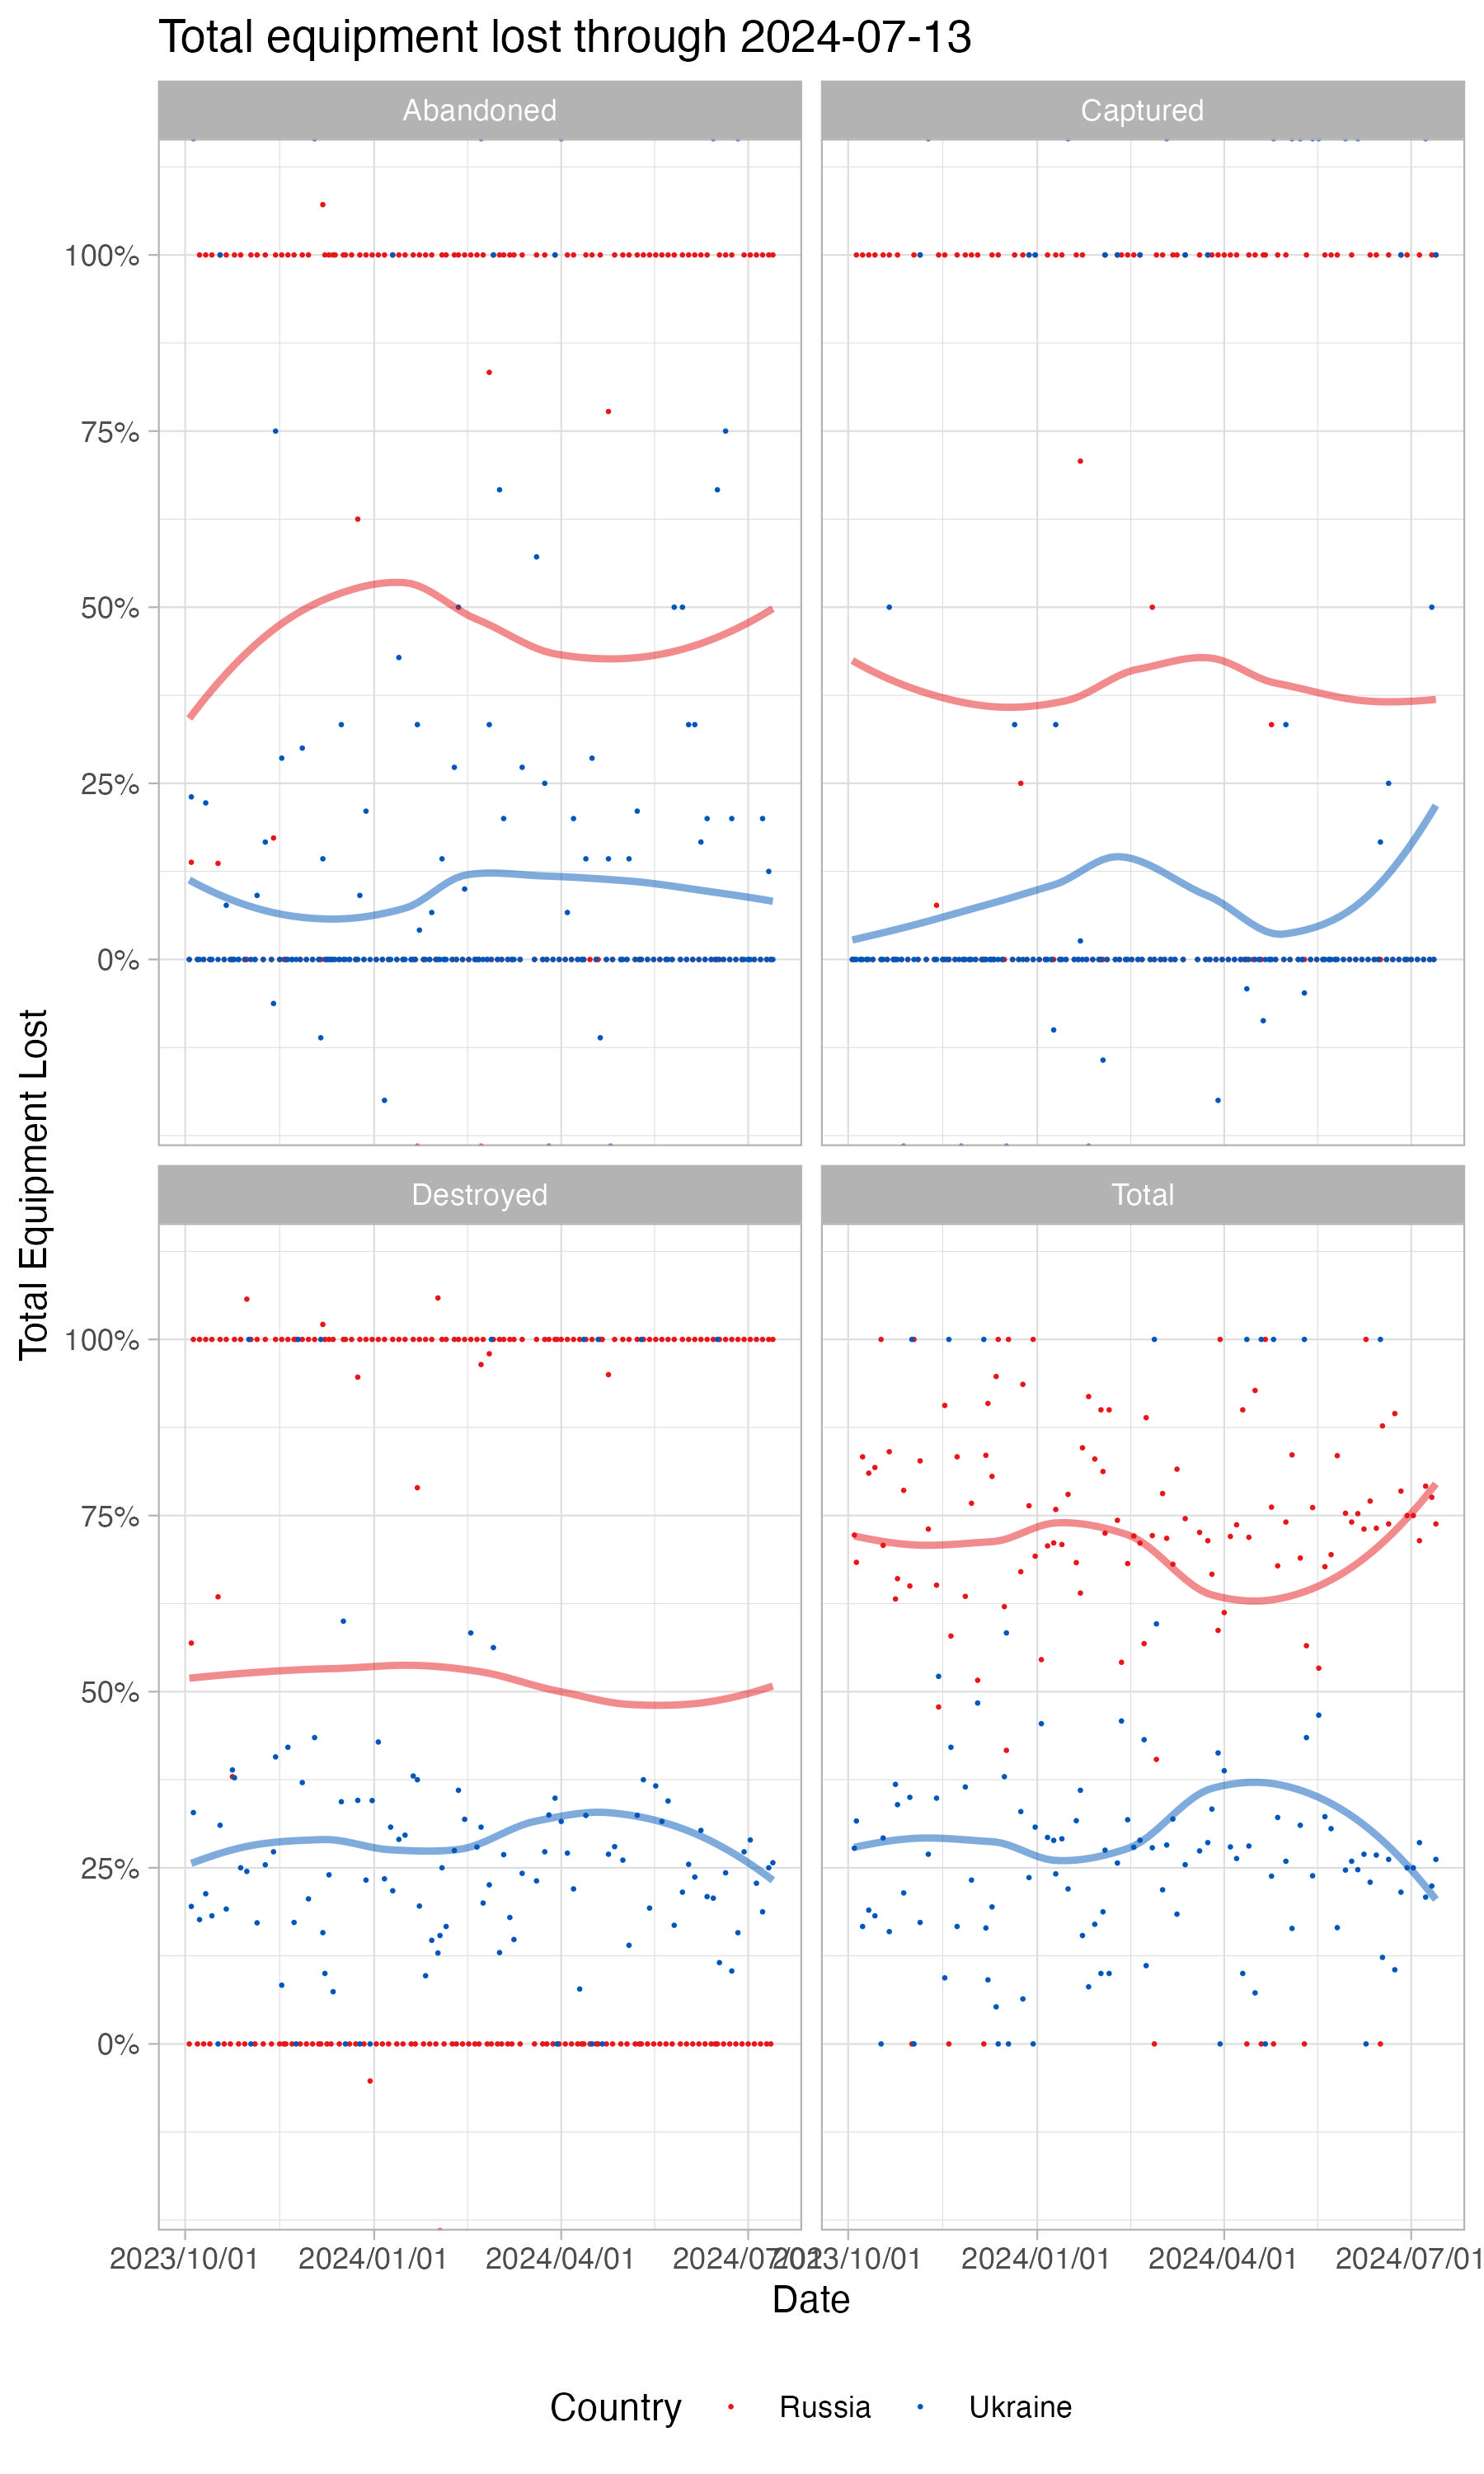 Total equipment lost through 2024-07-13
Abandoned
Captured
100%
75%
50%
25%
0%
Total Equipment Lost
Destroyed
Total
100%
75%
50%
25%
0%
2023/10/01
2024/01/01
2024/04/01
2024/07/01
2023/10/01
2024/01/01
2024/04/01
2024/07/01
Date
Country
Russia
Ukraine